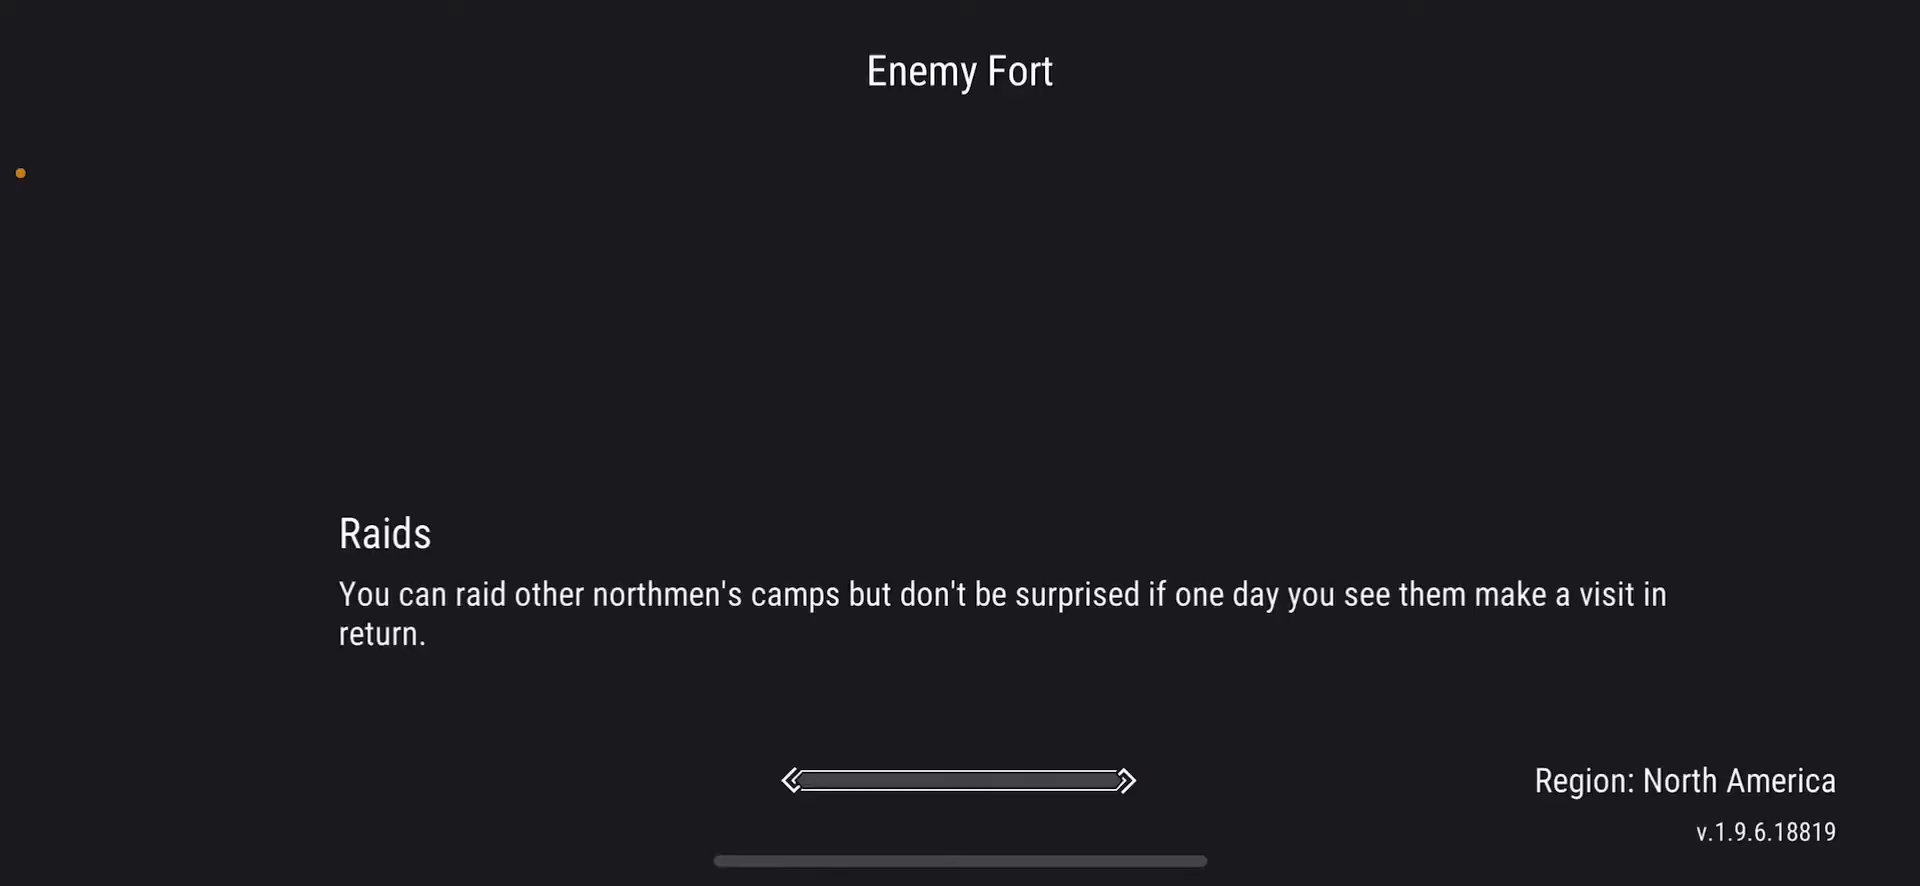 Enemy Fort
Raids
You can raid other northmen's camps but don't be surprised if one day you see them make a visit in
return.
Region: North America
v.1.9.6.18819